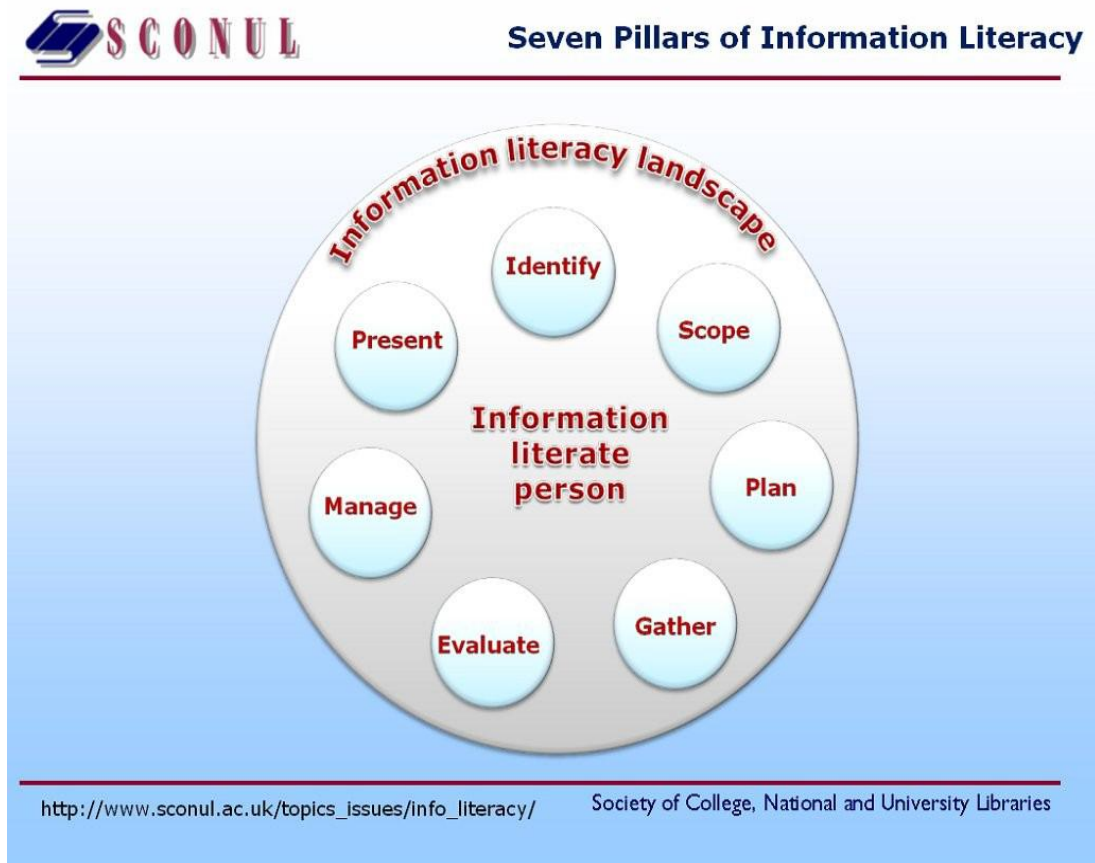 SCONUL
Seven Pillars of Information Literacy
Information literacy landscape
Identify
Scope
Present
Information
literate
person
Plan
Manage
Gather
Evaluate
http://www.sconul.ac.uk/topics_issues/info_literacy/
Society of College, National and University Libraries